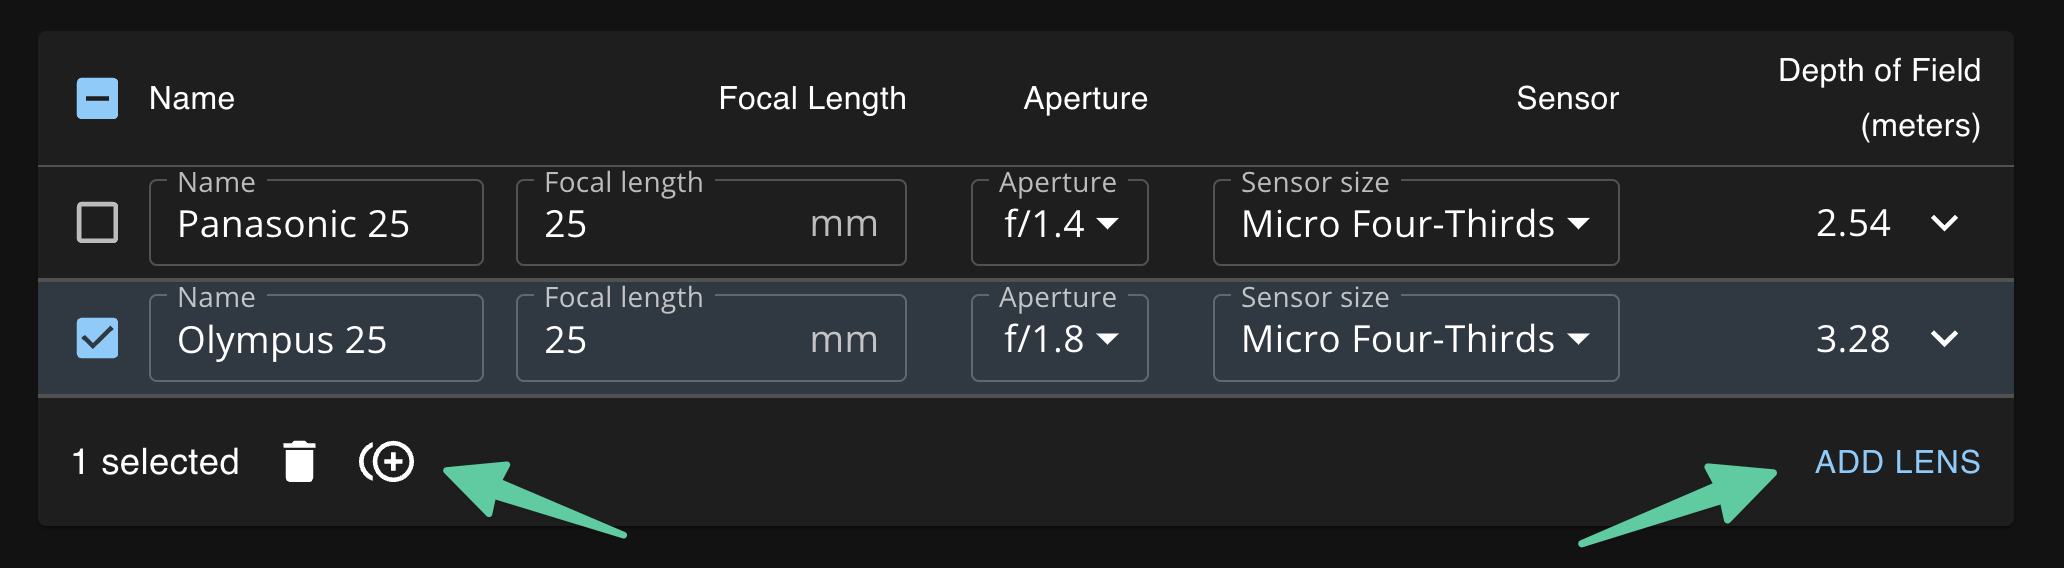 Name Focal Length Aperture Sensor Depth of Field
(meters)
Name Focal length Aperture Sensor size
Panasonic 25 25 mm f/1.4 Micro Four-Thirds 2.54
Name Focal length Aperture Sensor size
Olympus 25 25 mm f/1.8 Micro Four-Thirds 3.28
1 selected ADD LENS